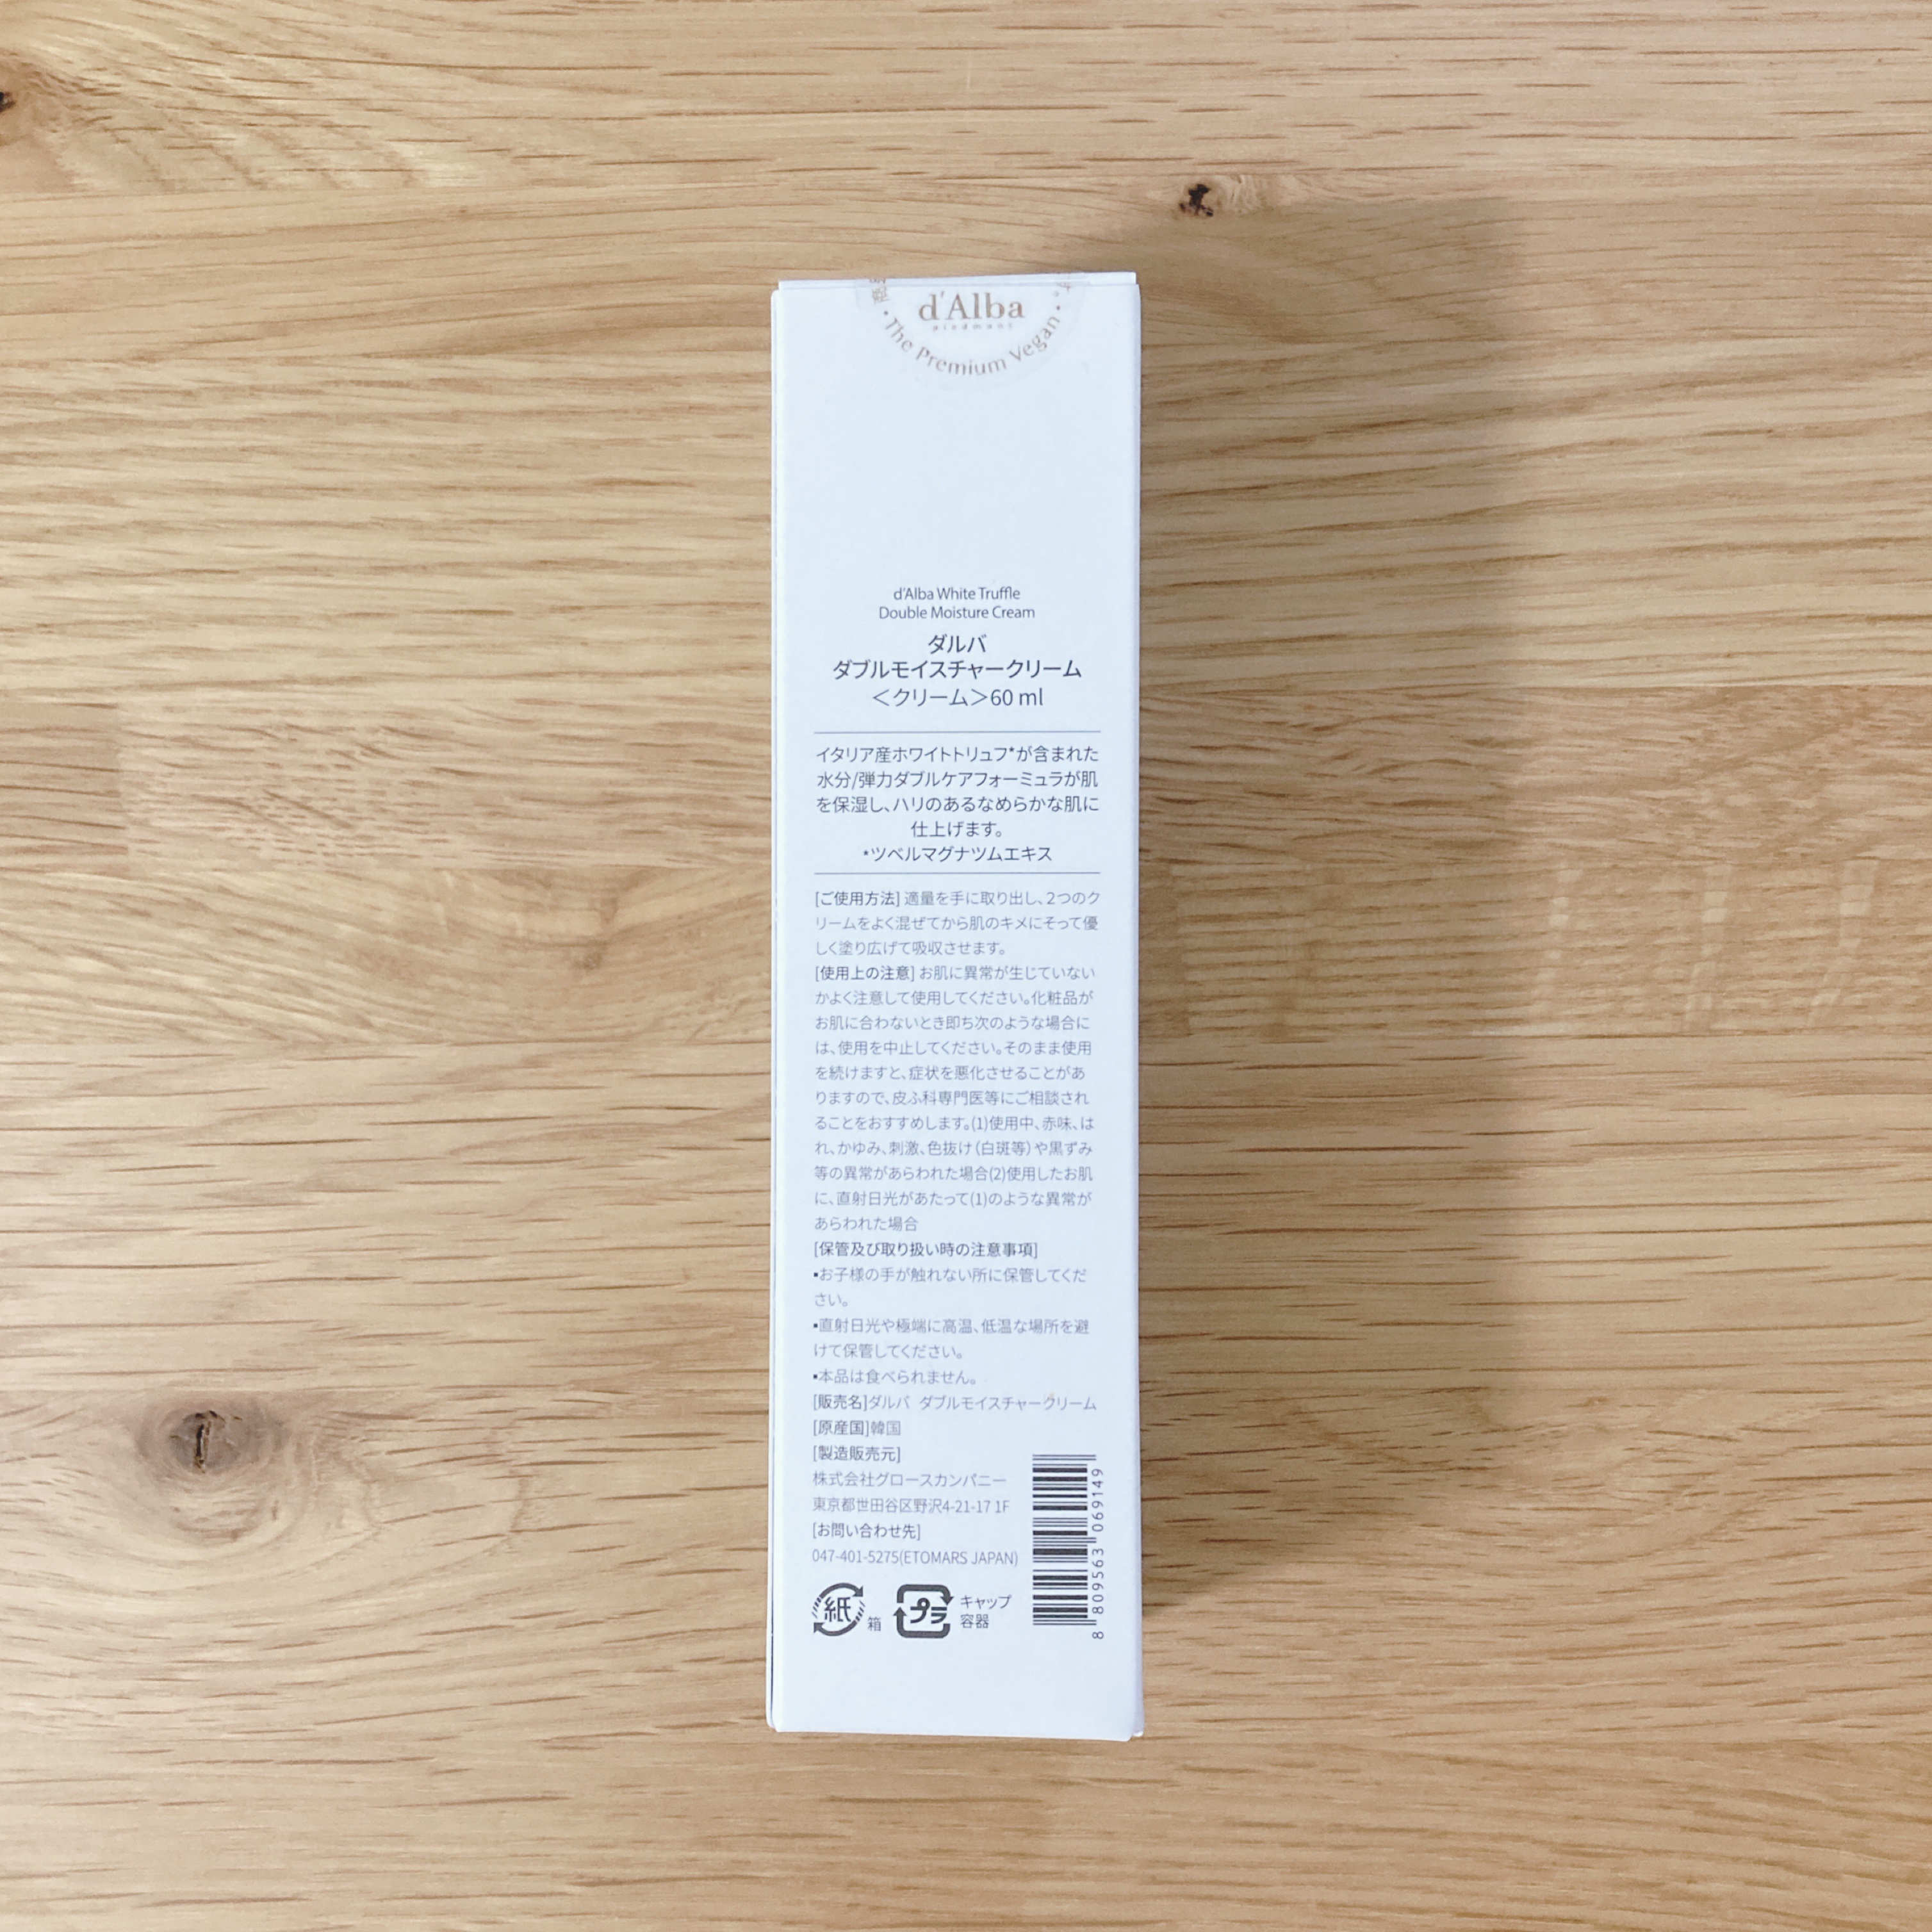 d'Alba
piedmont
• The Premium Vegan •
d'Alba White Truffle
Double Moisture Cream
ダルバ
ダブルモイスチャークリーム
＜クリーム＞60 ml
イタリア産ホワイトトリュフ*が含まれた
水分/弾力ダブルケアフォーミュラが肌
を保湿し、ハリのあるなめらかな肌に
仕上げます。
*ツベルマグナツムエキス
[ご使用方法] 適量を手に取り出し、2つのク
リームをよく混ぜてから肌のキメにそって優
しく塗り広げて吸収させます。
[使用上の注意] お肌に異常が生じていない
かよく注意して使用してください。化粧品が
お肌に合わないとき即ち次のような場合に
は、使用を中止してください。そのまま使用
を続けますと、症状を悪化させることがあ
りますので、皮ふ科専門医等にご相談され
ることをおすすめします。(1)使用中、赤味、は
れ、かゆみ、刺激、色抜け（白斑等）や黒ずみ
等の異常があらわれた場合(2)使用したお肌
に、直射日光があたって(1)のような異常が
あらわれた場合
[保管及び取り扱い時の注意事項]
▪お子様の手が触れない所に保管してくだ
さい。
▪直射日光や極端に高温、低温な場所を避
けて保管してください。
▪本品は食べられません。
[販売名]ダルバ ダブルモイスチャークリーム
[原産国]韓国
[製造販売元]
株式会社グロースカンパニー
東京都世田谷区野沢4-21-17 1F
[お問い合わせ先]
047-401-5275(ETOMARS JAPAN)
紙 箱
プラ キャップ
容器
8 809563 069149